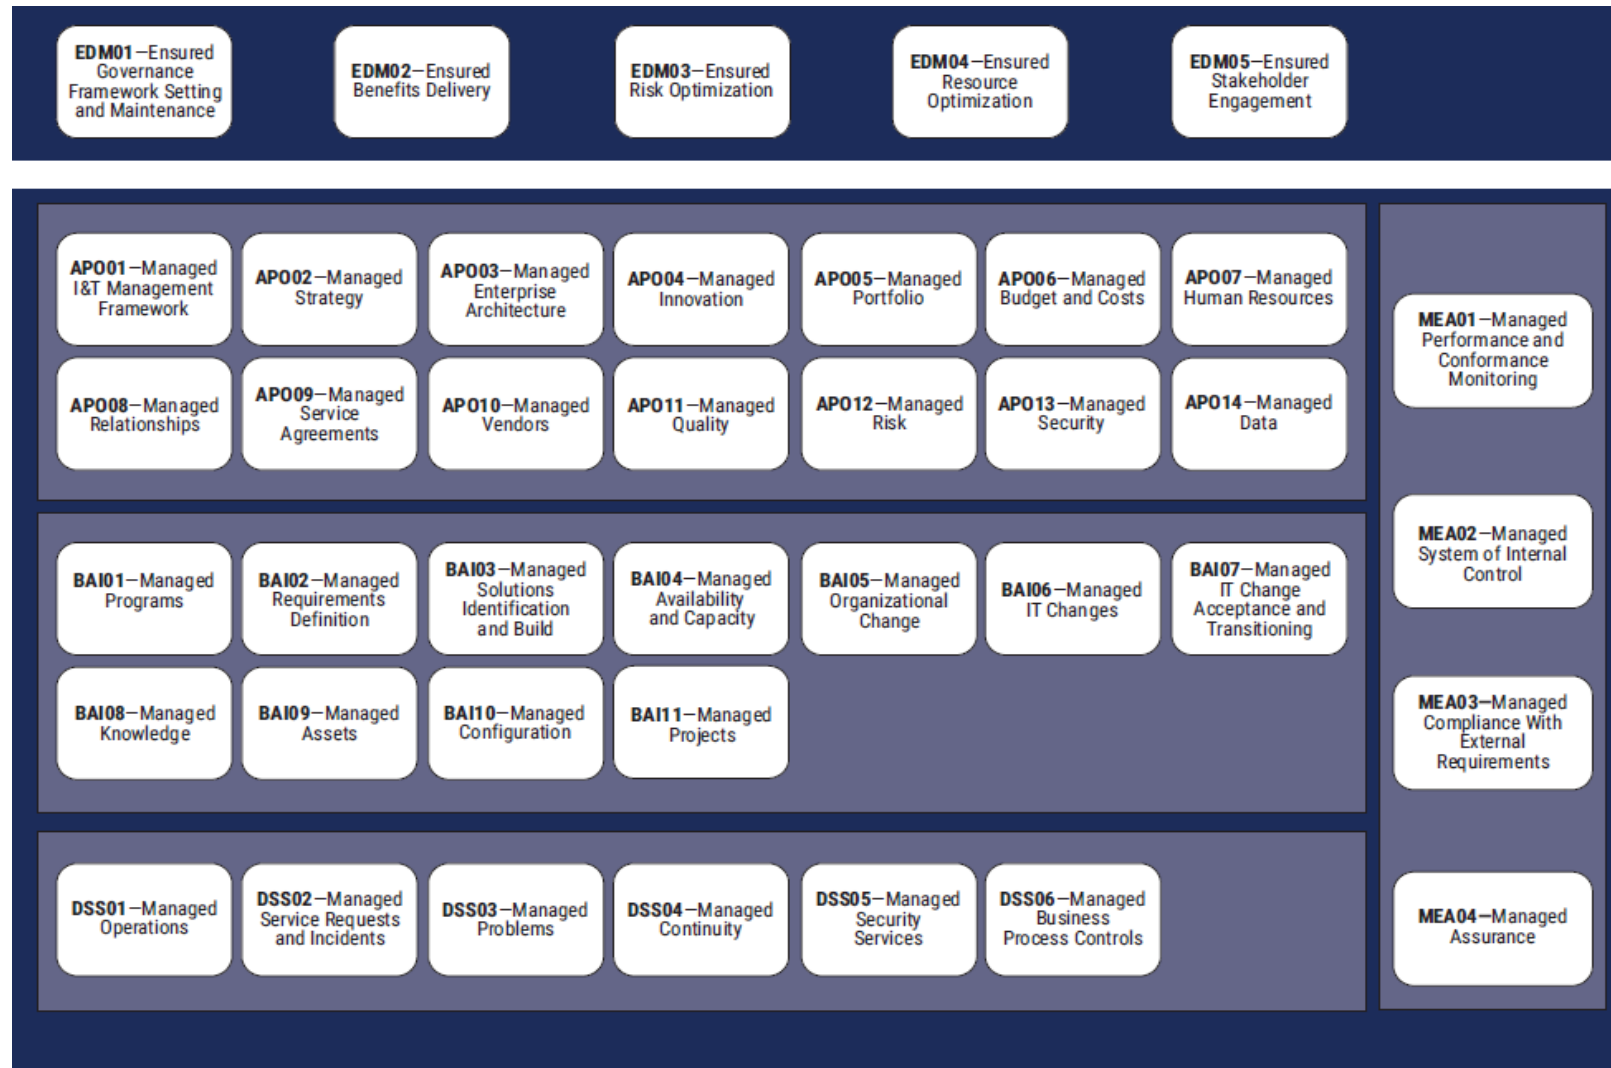 EDM01—Ensured
Governance
Framework Setting
and Maintenance
EDM02—Ensured
Benefits Delivery
EDM03—Ensured
Risk Optimization
EDM04—Ensured
Resource
Optimization
EDM05—Ensured
Stakeholder
Engagement
APO01—Managed
I&T Management
Framework
APO02—Managed
Strategy
APO03—Managed
Enterprise
Architecture
APO04—Managed
Innovation
APO05—Managed
Portfolio
APO06—Managed
Budget and Costs
APO07—Managed
Human Resources
APO08—Managed
Relationships
APO09—Managed
Service
Agreements
APO10—Managed
Vendors
APO11—Managed
Quality
APO12—Managed
Risk
APO13—Managed
Security
APO14—Managed
Data
BAI01—Managed
Programs
BAI02—Managed
Requirements
Definition
BAI03—Managed
Solutions
Identification
and Build
BAI04—Managed
Availability
and Capacity
BAI05—Managed
Organizational
Change
BAI06—Managed
IT Changes
BAI07—Managed
IT Change
Acceptance and
Transitioning
BAI08—Managed
Knowledge
BAI09—Managed
Assets
BAI10—Managed
Configuration
BAI11—Managed
Projects
DSS01—Managed
Operations
DSS02—Managed
Service Requests
and Incidents
DSS03—Managed
Problems
DSS04—Managed
Continuity
DSS05—Managed
Security
Services
DSS06—Managed
Business
Process Controls
MEA01—Managed
Performance and
Conformance
Monitoring
MEA02—Managed
System of Internal
Control
MEA03—Managed
Compliance With
External
Requirements
MEA04—Managed
Assurance